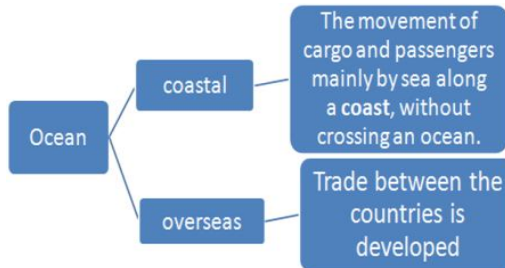 Ocean
coastal
The movement of
cargo and passengers
mainly by sea along
a coast, without
crossing an ocean.
overseas
Trade between the
countries is
developed